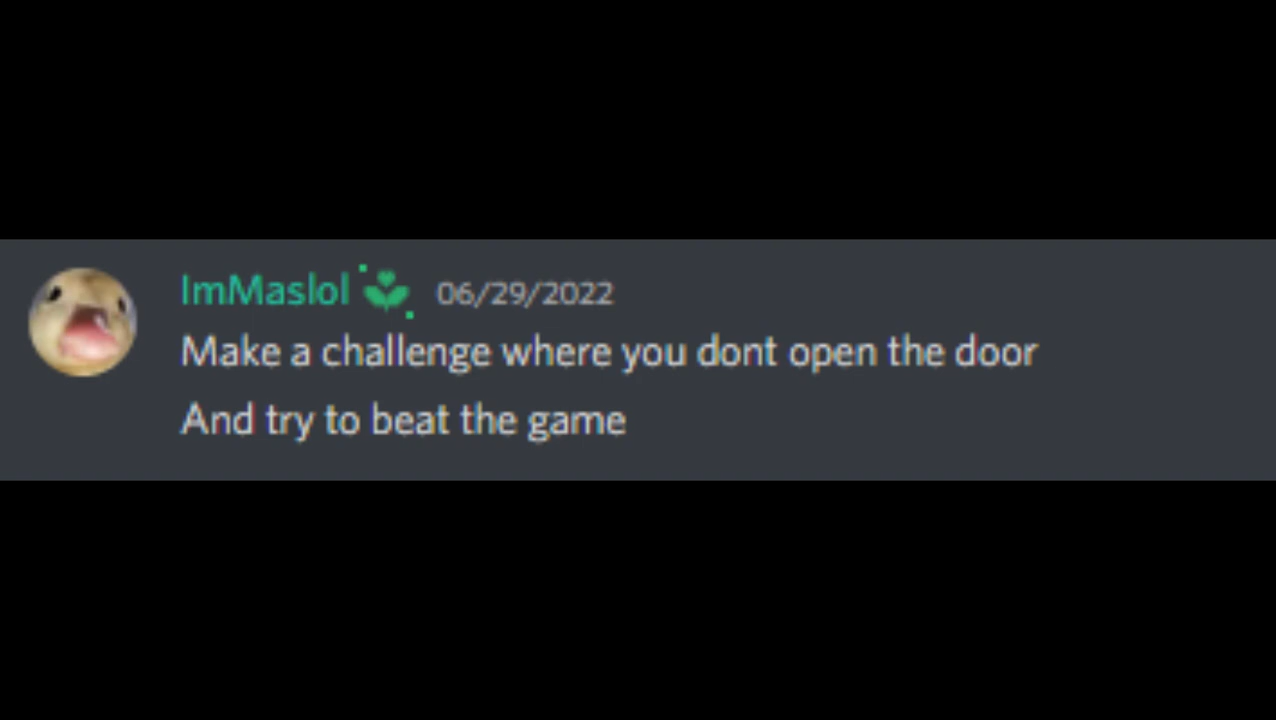 ImMaslol 06/29/2022
Make a challenge where you dont open the door
And try to beat the game